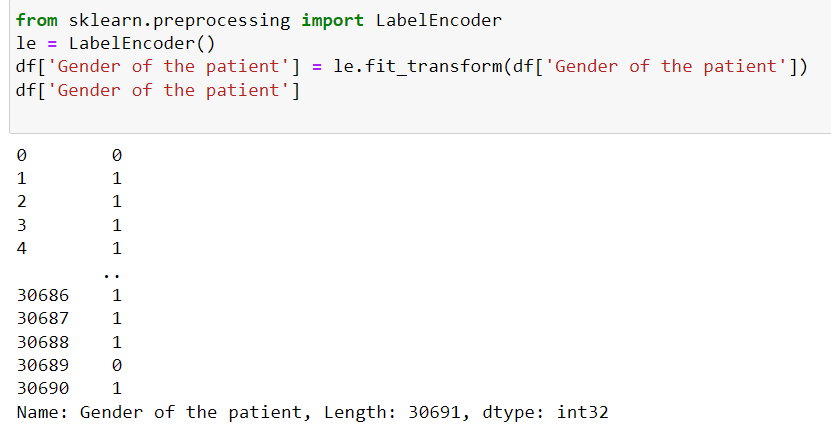 from sklearn.preprocessing import LabelEncoder
le = LabelEncoder()
df['Gender of the patient'] = le.fit_transform(df['Gender of the patient'])
df['Gender of the patient']
0 0
1 1
2 1
3 1
4 1
..
30686 1
30687 1
30688 1
30689 0
30690 1
Name: Gender of the patient, Length: 30691, dtype: int32